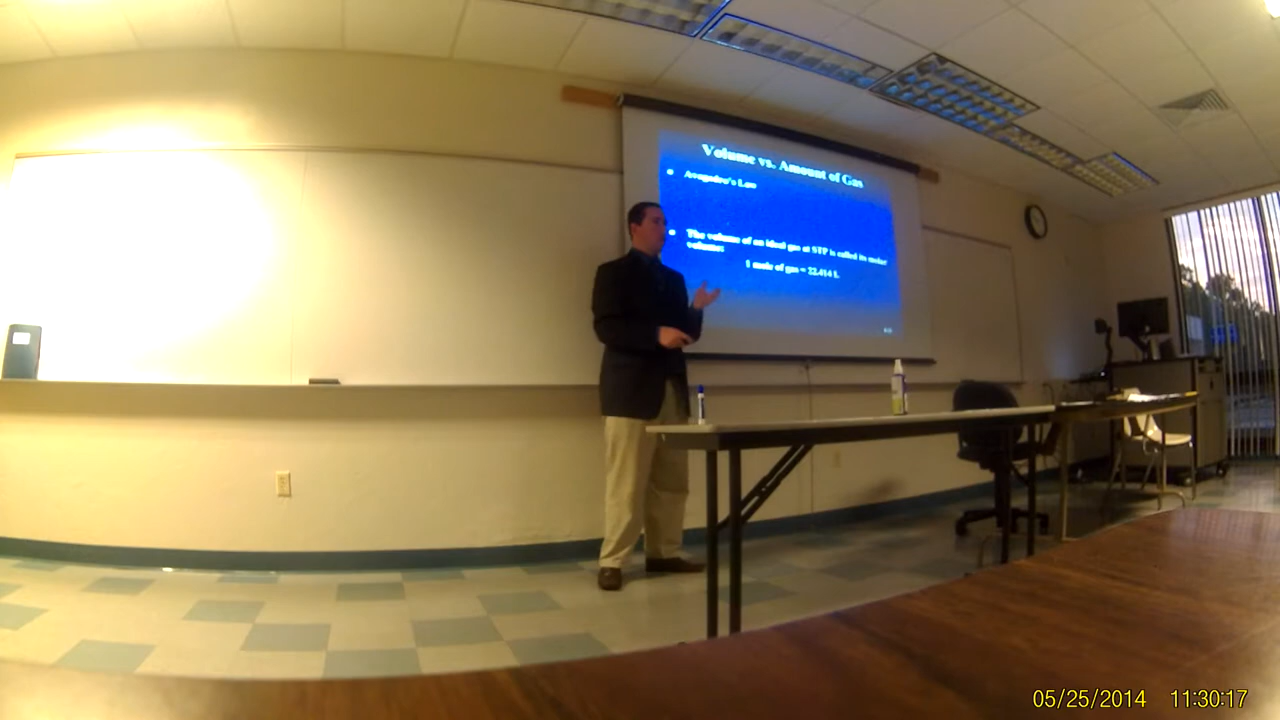 Volume vs. Amount of Gas
Avogadro's Law
The volume of an ideal gas at STP is called its molar
volume:
1 mole of gas = 22.414 L
05/25/2014 11:30:17